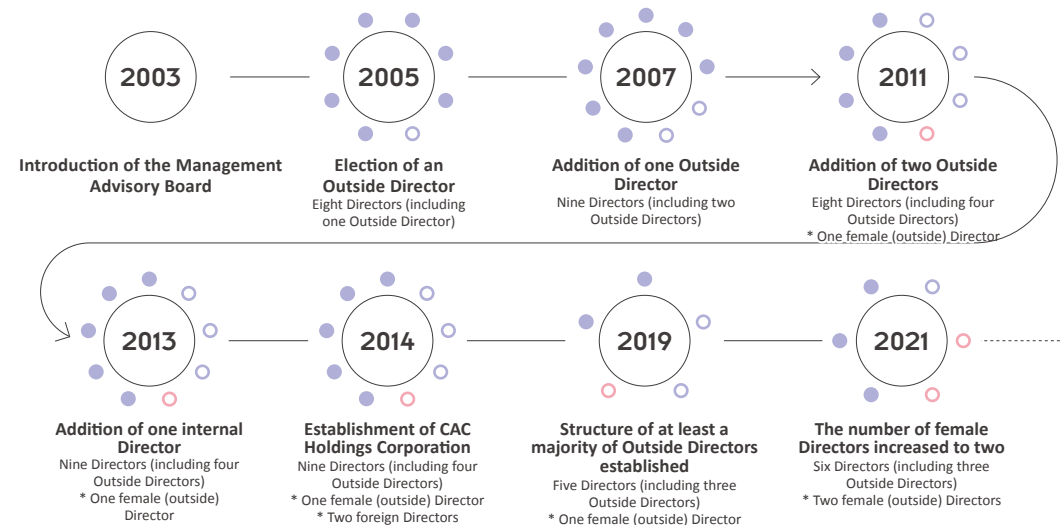 2003
Introduction of the Management
Advisory Board
2005
Election of an
Outside Director
Eight Directors (including
one Outside Director)
2007
Addition of one Outside
Director
Nine Directors (including two
Outside Directors)
2011
Addition of two Outside
Directors
Eight Directors (including four
Outside Directors)
* One female (outside) Director
2013
Addition of one internal
Director
Nine Directors (including four
Outside Directors)
* One female (outside)
Director
2014
Establishment of CAC
Holdings Corporation
Nine Directors (including four
Outside Directors)
* One female (outside) Director
* Two foreign Directors
2019
Structure of at least a
majority of Outside Directors
established
Five Directors (including three
Outside Directors)
* One female (outside) Director
2021
The number of female
Directors increased to two
Six Directors (including three
Outside Directors)
* Two female (outside) Directors